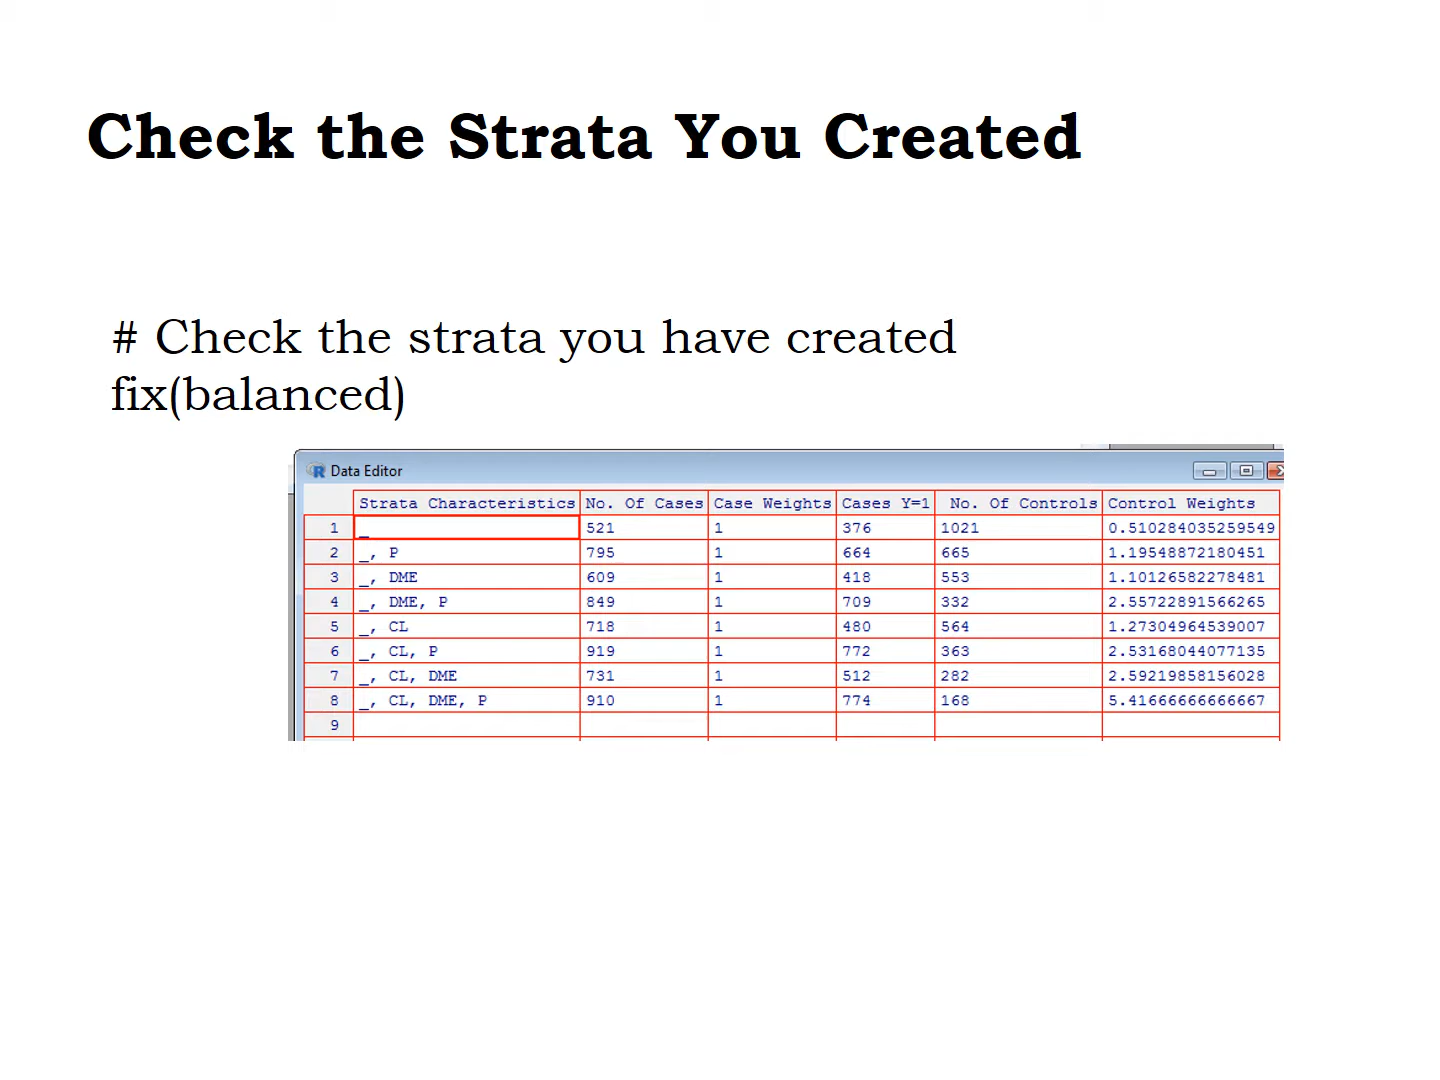 Check the Strata You Created
# Check the strata you have created
fix(balanced)
R Data Editor
Strata Characteristics No. Of Cases Case Weights Cases Y=1 No. Of Controls Control Weights
1 _ 521 1 376 1021 0.510284035259549
2 _, P 795 1 664 665 1.19548872180451
3 _, DME 609 1 418 553 1.10126582278481
4 _, DME, P 849 1 709 332 2.55722891566265
5 _, CL 718 1 480 564 1.27304964539007
6 _, CL, P 919 1 772 363 2.53168044077135
7 _, CL, DME 731 1 512 282 2.59219858156028
8 _, CL, DME, P 910 1 774 168 5.41666666666667
9